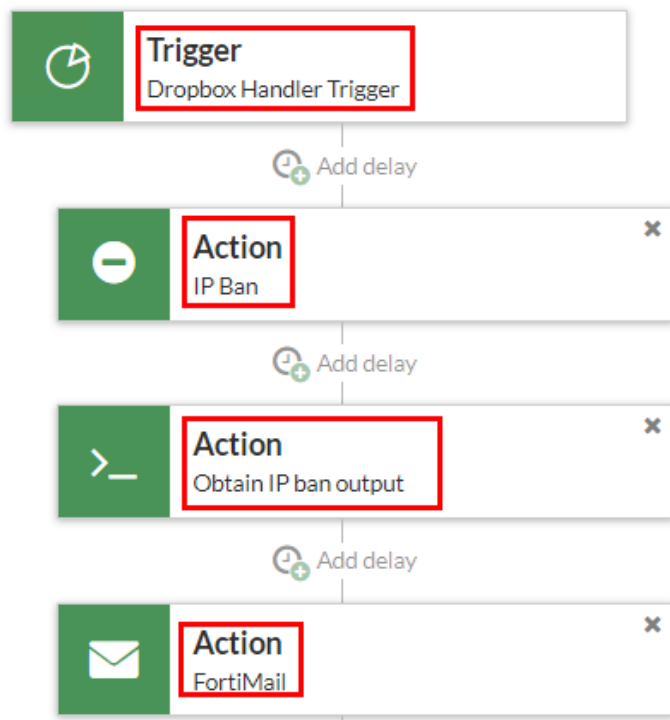 Trigger
Dropbox Handler Trigger
Add delay
Action
IP Ban
Add delay
Action
Obtain IP ban output
Add delay
Action
FortiMail